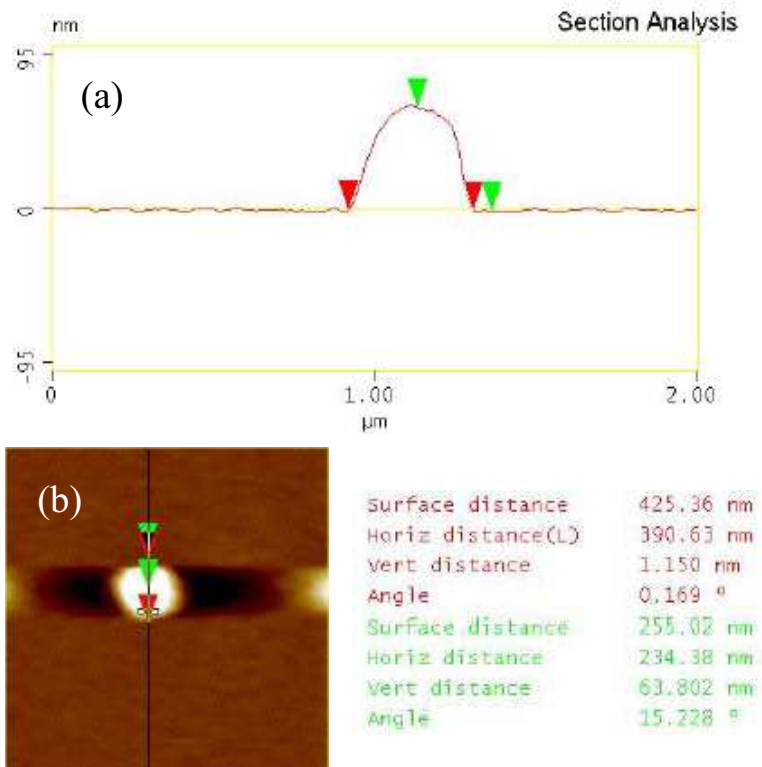 Section Analysis
nm
95
(a)
0
-95
0 1.00 2.00
µm
(b)
Surface distance 425.36 nm
Horiz distance(L) 390.63 nm
Vert distance 1.150 nm
Angle 0.169 º
Surface distance 255.02 nm
Horiz distance 234.38 nm
Vert distance 63.802 nm
Angle 15.228 º